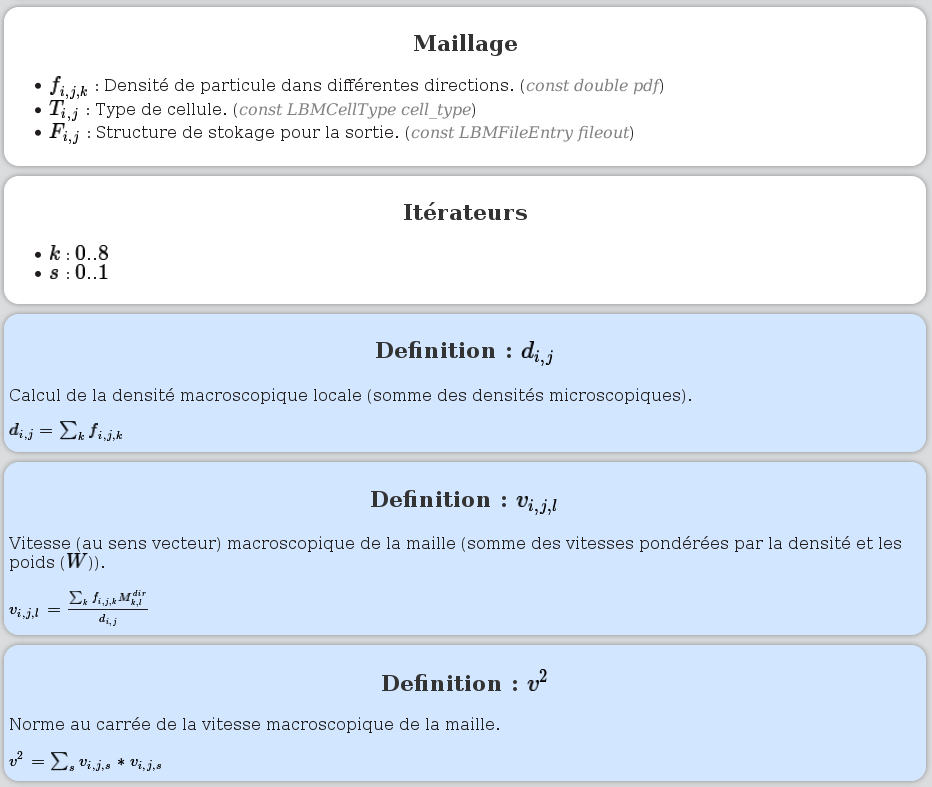 Maillage
• f_{i,j,k} : Densité de particule dans différentes directions. (const double pdf)
• T_{i,j} : Type de cellule. (const LBMCellType cell_type)
• F_{i,j} : Structure de stokage pour la sortie. (const LBMFileEntry fileout)
Itérateurs
• k : 0..8
• s : 0..1
Definition : d_{i,j}
Calcul de la densité macroscopique locale (somme des densités microscopiques).
d_{i,j} = ∑_k f_{i,j,k}
Definition : v_{i,j,l}
Vitesse (au sens vecteur) macroscopique de la maille (somme des vitesses pondérées par la densité et les
poids (W)).
v_{i,j,l} = \frac{∑_k f_{i,j,k} M_{k,l}^{dir}}{d_{i,j}}
Definition : v^2
Norme au carrée de la vitesse macroscopique de la maille.
v^2 = ∑_s v_{i,j,s} * v_{i,j,s}